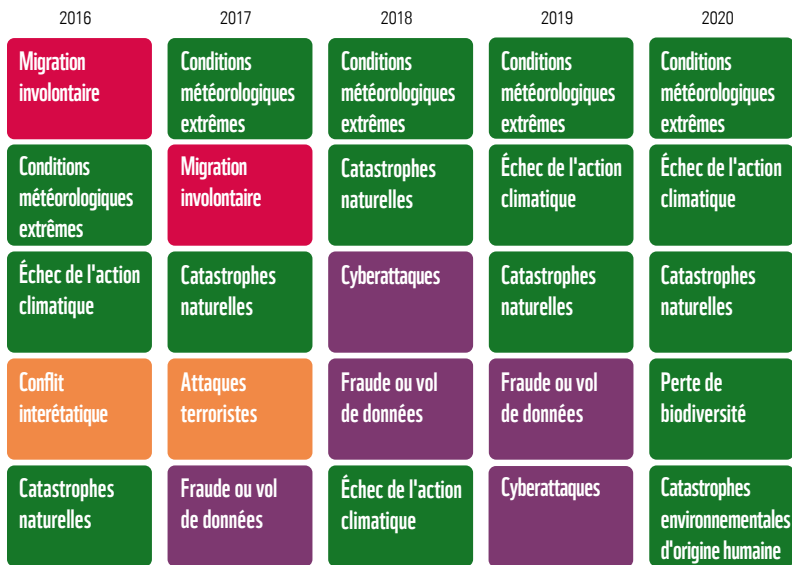 2016
2017
2018
2019
2020
Migration
involontaire
Conditions
météorologiques
extrêmes
Conditions
météorologiques
extrêmes
Conditions
météorologiques
extrêmes
Conditions
météorologiques
extrêmes
Conditions
météorologiques
extrêmes
Migration
involontaire
Catastrophes
naturelles
Échec de l'action
climatique
Échec de l'action
climatique
Échec de l'action
climatique
Catastrophes
naturelles
Cyberattaques
Catastrophes
naturelles
Catastrophes
naturelles
Conflit
interétatique
Attaques
terroristes
Fraude ou vol
de données
Fraude ou vol
de données
Perte de
biodiversité
Catastrophes
naturelles
Fraude ou vol
de données
Échec de l'action
climatique
Cyberattaques
Catastrophes
environnementales
d'origine humaine